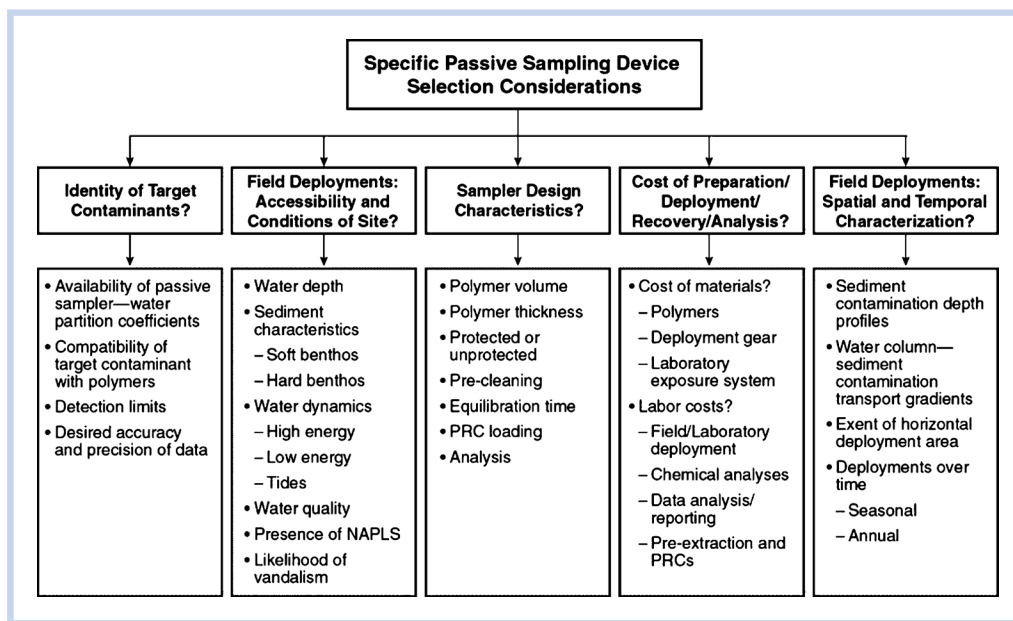 Specific Passive Sampling Device
Selection Considerations
Identity of Target
Contaminants?
• Availability of passive
sampler—water
partition coefficients
• Compatibility of
target contaminant
with polymers
• Detection limits
• Desired accuracy
and precision of data
Field Deployments:
Accessibility and
Conditions of Site?
• Water depth
• Sediment
characteristics
– Soft benthos
– Hard benthos
• Water dynamics
– High energy
– Low energy
– Tides
• Water quality
• Presence of NAPLS
• Likelihood of
vandalism
Sampler Design
Characteristics?
• Polymer volume
• Polymer thickness
• Protected or
unprotected
• Pre-cleaning
• Equilibration time
• PRC loading
• Analysis
Cost of Preparation/
Deployment/
Recovery/Analysis?
• Cost of materials?
– Polymers
– Deployment gear
– Laboratory
exposure system
• Labor costs?
– Field/Laboratory
deployment
– Chemical analyses
– Data analysis/
reporting
– Pre-extraction and
PRCs
Field Deployments:
Spatial and Temporal
Characterization?
• Sediment
contamination depth
profiles
• Water column—
sediment
contamination
transport gradients
• Exent of horizontal
deployment area
• Deployments over
time
– Seasonal
– Annual